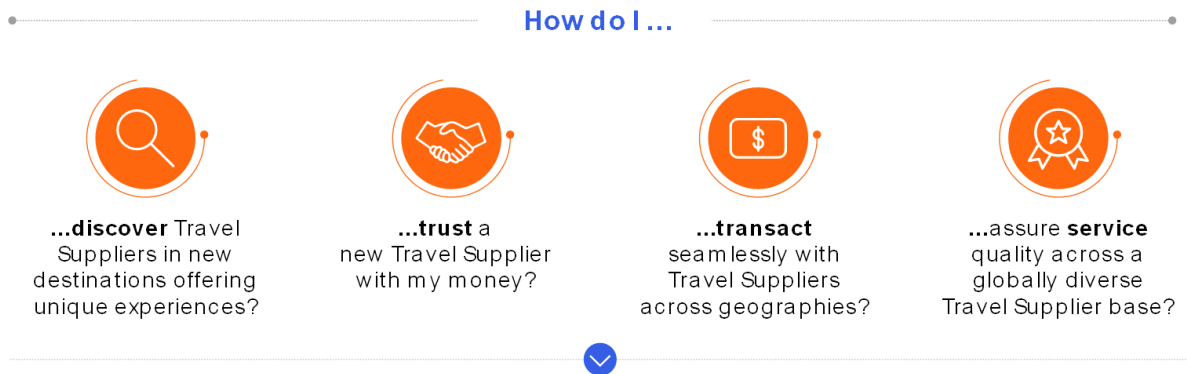 How do I ...
$
...discover Travel
Suppliers in new
destinations offering
unique experiences?
...trust a
new Travel Supplier
with my money?
...transact
seamlessly with
Travel Suppliers
across geographies?
...assure service
quality across a
globally diverse
Travel Supplier base?